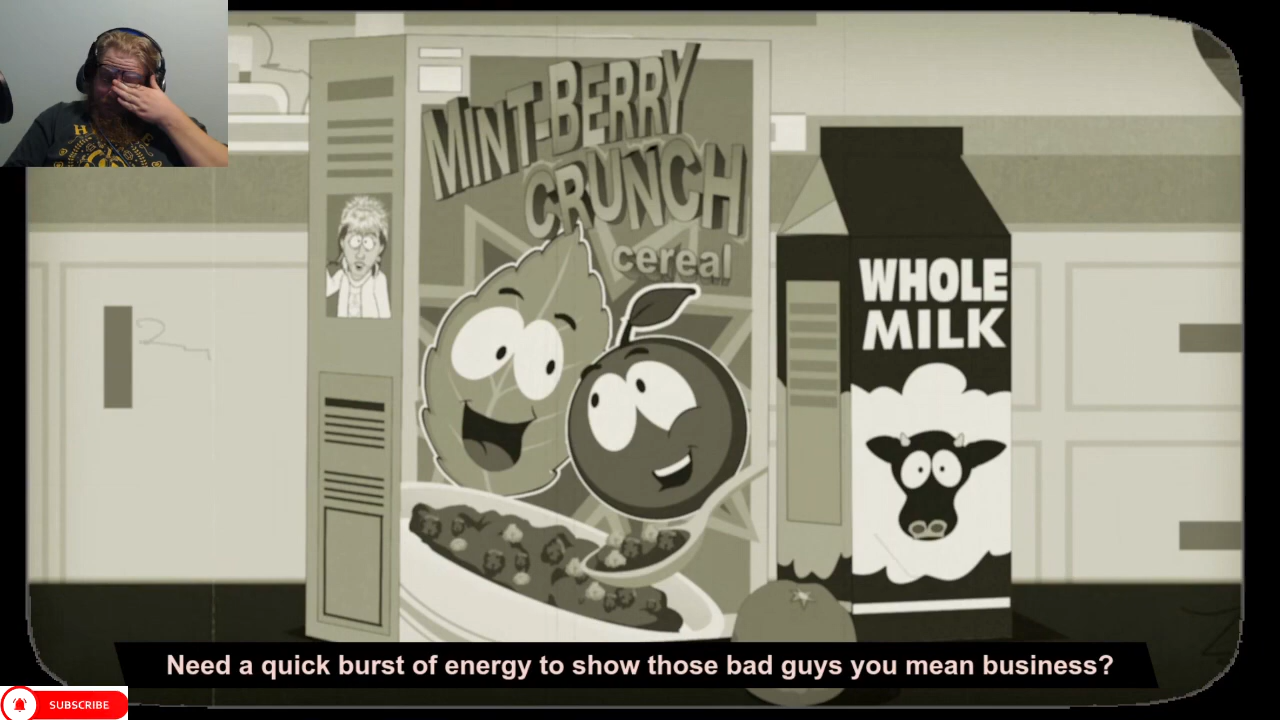 MINT-BERRY
CRUNCH
cereal
WHOLE
MILK
Need a quick burst of energy to show those bad guys you mean business?
SUBSCRIBE